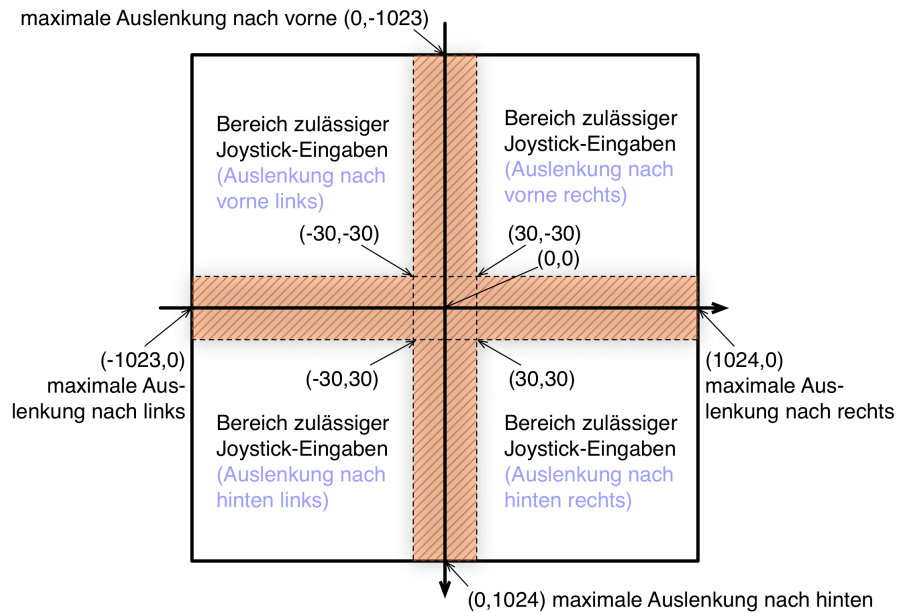 maximale Auslenkung nach vorne (0,-1023)
Bereich zulässiger
Joystick-Eingaben
(Auslenkung nach
vorne links)
Bereich zulässiger
Joystick-Eingaben
(Auslenkung nach
vorne rechts)
(-30,-30)
(30,-30)
(0,0)
(-1023,0)
maximale Aus-
lenkung nach links
(-30,30)
(30,30)
(1024,0)
maximale Aus-
lenkung nach rechts
Bereich zulässiger
Joystick-Eingaben
(Auslenkung nach
hinten links)
Bereich zulässiger
Joystick-Eingaben
(Auslenkung nach
hinten rechts)
(0,1024) maximale Auslenkung nach hinten